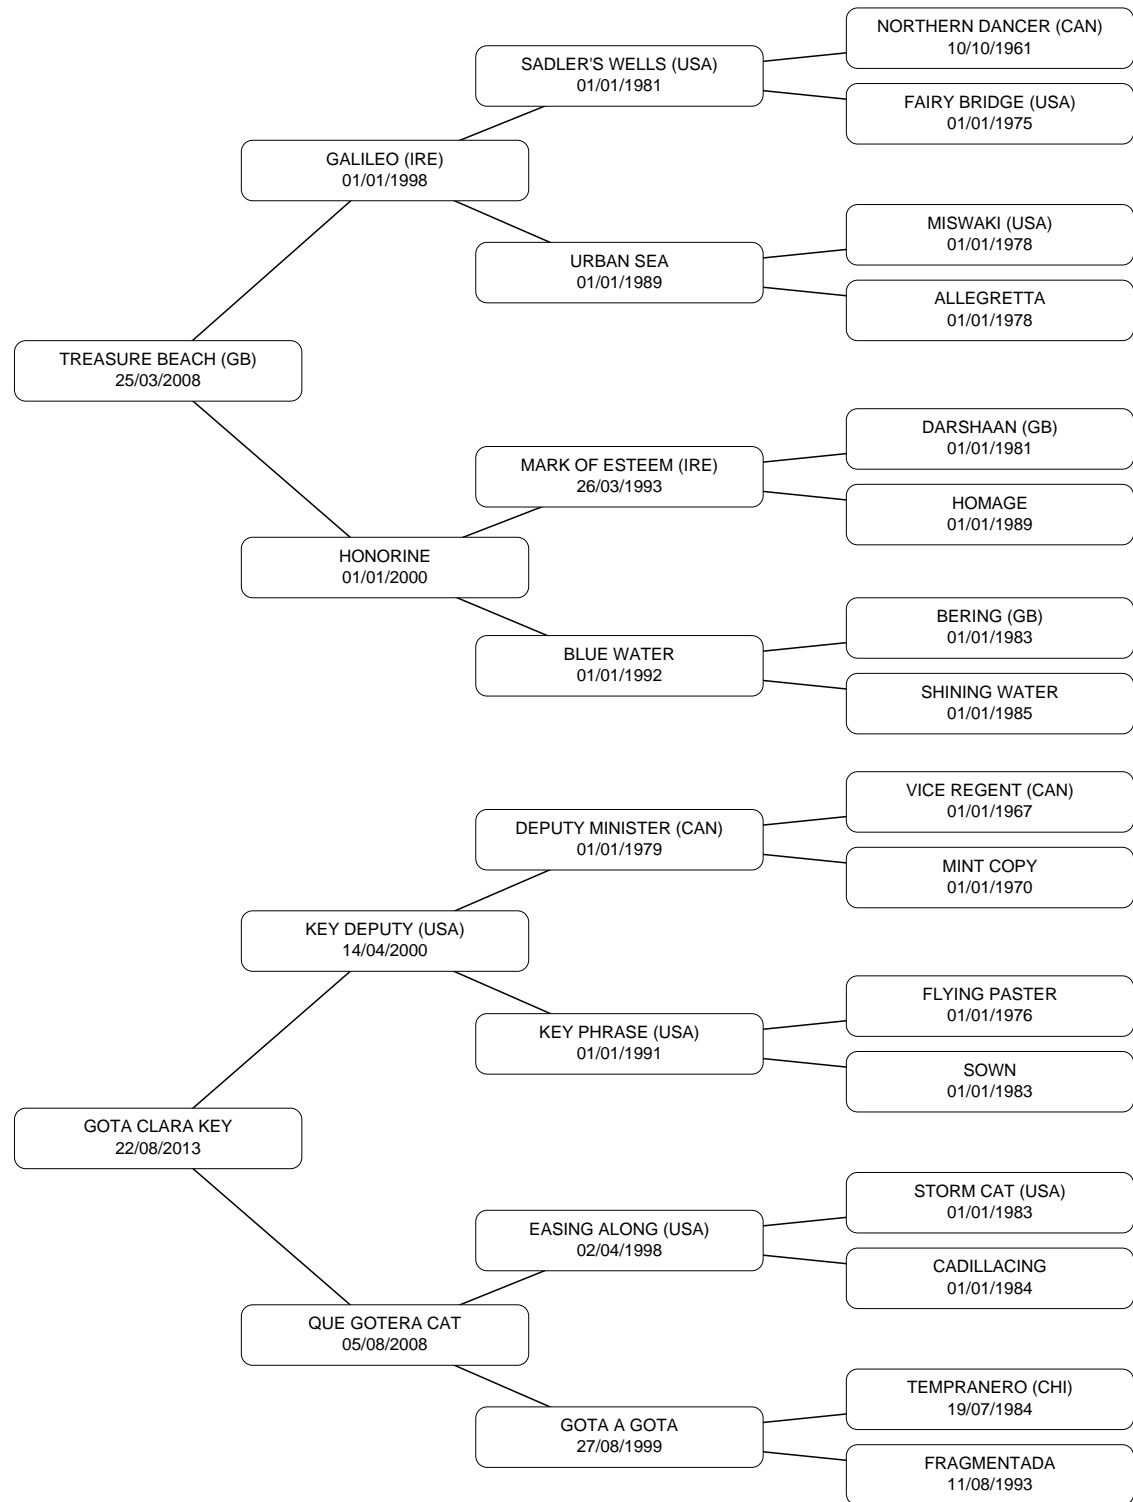 NORTHERN DANCER (CAN)
10/10/1961
SADLER'S WELLS (USA)
01/01/1981
FAIRY BRIDGE (USA)
01/01/1975
GALILEO (IRE)
01/01/1998
MISWAKI (USA)
01/01/1978
URBAN SEA
01/01/1989
ALLEGRETTA
01/01/1978
TREASURE BEACH (GB)
25/03/2008
DARSHAAN (GB)
01/01/1981
MARK OF ESTEEM (IRE)
26/03/1993
HOMAGE
01/01/1989
HONORINE
01/01/2000
BERING (GB)
01/01/1983
BLUE WATER
01/01/1992
SHINING WATER
01/01/1985
VICE REGENT (CAN)
01/01/1967
DEPUTY MINISTER (CAN)
01/01/1979
MINT COPY
01/01/1970
KEY DEPUTY (USA)
14/04/2000
FLYING PASTER
01/01/1976
KEY PHRASE (USA)
01/01/1991
SOWN
01/01/1983
GOTA CLARA KEY
22/08/2013
STORM CAT (USA)
01/01/1983
EASING ALONG (USA)
02/04/1998
CADILLACING
01/01/1984
QUE GOTERA CAT
05/08/2008
TEMPRANERO (CHI)
19/07/1984
GOTA A GOTA
27/08/1999
FRAGMENTADA
11/08/1993